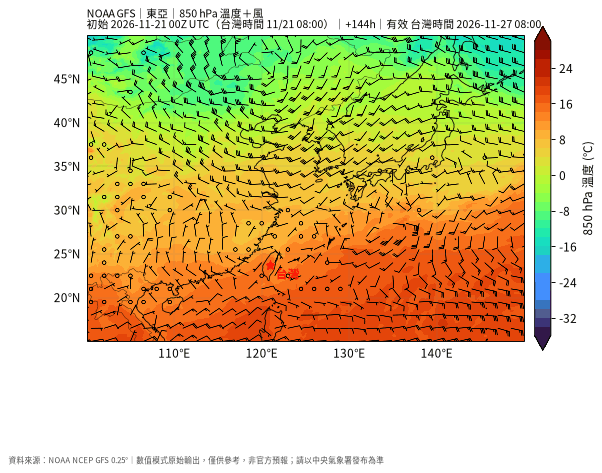 NOAA GFS｜東亞｜850 hPa 溫度＋風
初始 2026-11-21 00Z UTC（台灣時間 11/21 08:00）｜+144h｜有效 台灣時間 2026-11-27 08:00
45°N
40°N
35°N
30°N
25°N
20°N
110°E
120°E
130°E
140°E
台灣
24
16
8
0
-8
-16
-24
-32
850 hPa 溫度 (°C)
資料來源：NOAA NCEP GFS 0.25°｜數值模式原始輸出，僅供參考，非官方預報；請以中央氣象署發布為準